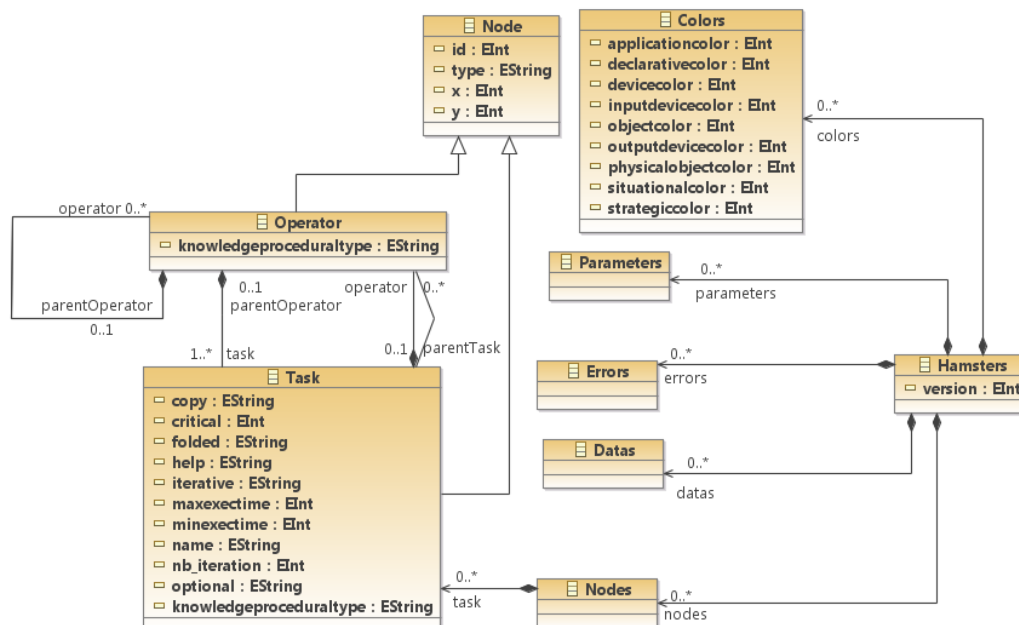 Node
id : EInt
type : EString
x : EInt
y : EInt
Colors
applicationcolor : EInt
declarativecolor : EInt
devicecolor : EInt
inputdevicecolor : EInt
objectcolor : EInt
outputdevicecolor : EInt
physicalobjectcolor : EInt
situationalcolor : EInt
strategiccolor : EInt
0..*
colors
operator 0..*
Operator
knowledgeproceduraltype : EString
parentOperator
0..1
0..1
parentOperator
operator
0..*
1..*
task
0..1
parentTask
Parameters
0..*
parameters
Errors
0..*
errors
Hamsters
version : EInt
Datas
0..*
datas
Task
copy : EString
critical : EInt
folded : EString
help : EString
iterative : EString
maxexectime : EInt
minexectime : EInt
name : EString
nb_iteration : EInt
optional : EString
knowledgeproceduraltype : EString
0..*
task
Nodes
0..*
nodes